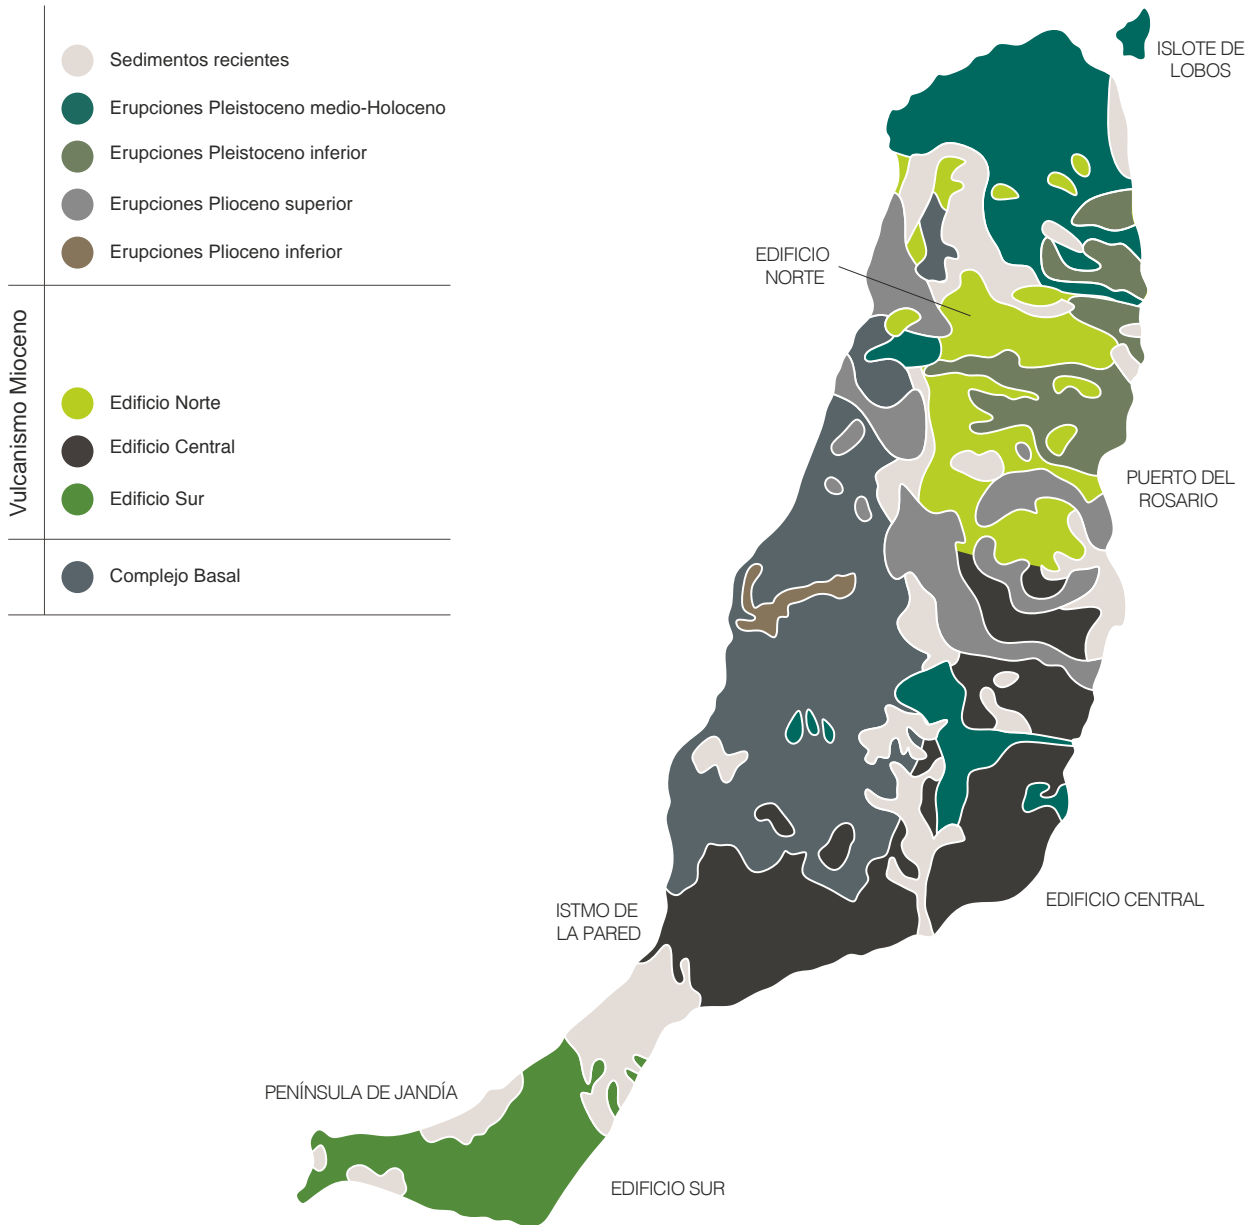 Sedimentos recientes
Erupciones Pleistoceno medio-Holoceno
Erupciones Pleistoceno inferior
Erupciones Plioceno superior
Erupciones Plioceno inferior
Vulcanismo Mioceno
Edificio Norte
Edificio Central
Edificio Sur
Complejo Basal
ISLOTE DE
LOBOS
EDIFICIO
NORTE
PUERTO DEL
ROSARIO
EDIFICIO CENTRAL
ISTMO DE
LA PARED
PENÍNSULA DE JANDÍA
EDIFICIO SUR